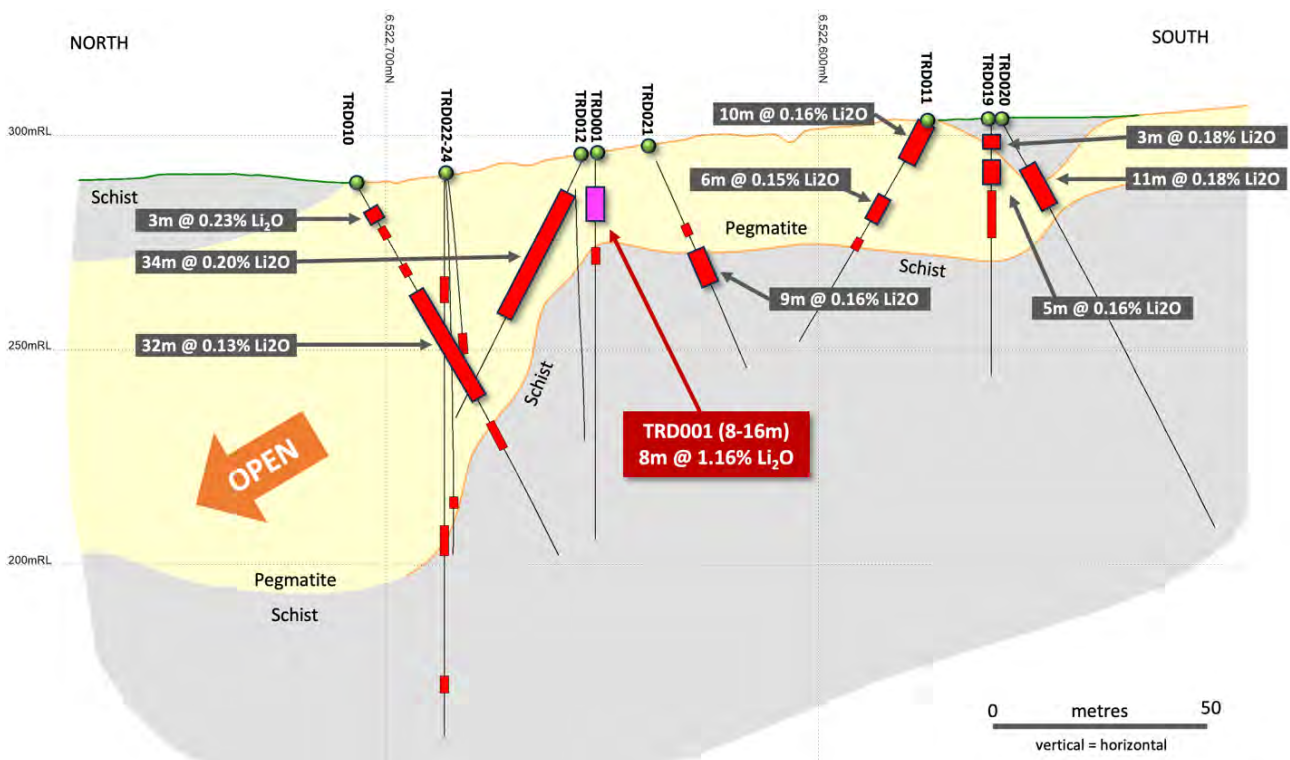 NORTH
SOUTH
6,522,700mN
6,522,600mN
TRD010
TRD022-24
TRD012
TRD001
TRD021
TRD011
TRD019
TRD020
300mRL
250mRL
200mRL
10m @ 0.16% Li2O
3m @ 0.18% Li2O
6m @ 0.15% Li2O
11m @ 0.18% Li2O
Schist
3m @ 0.23% Li₂O
Pegmatite
34m @ 0.20% Li2O
Schist
9m @ 0.16% Li2O
5m @ 0.16% Li2O
32m @ 0.13% Li2O
Schist
TRD001 (8-16m)
8m @ 1.16% Li₂O
OPEN
Pegmatite
Schist
0 metres 50
vertical = horizontal